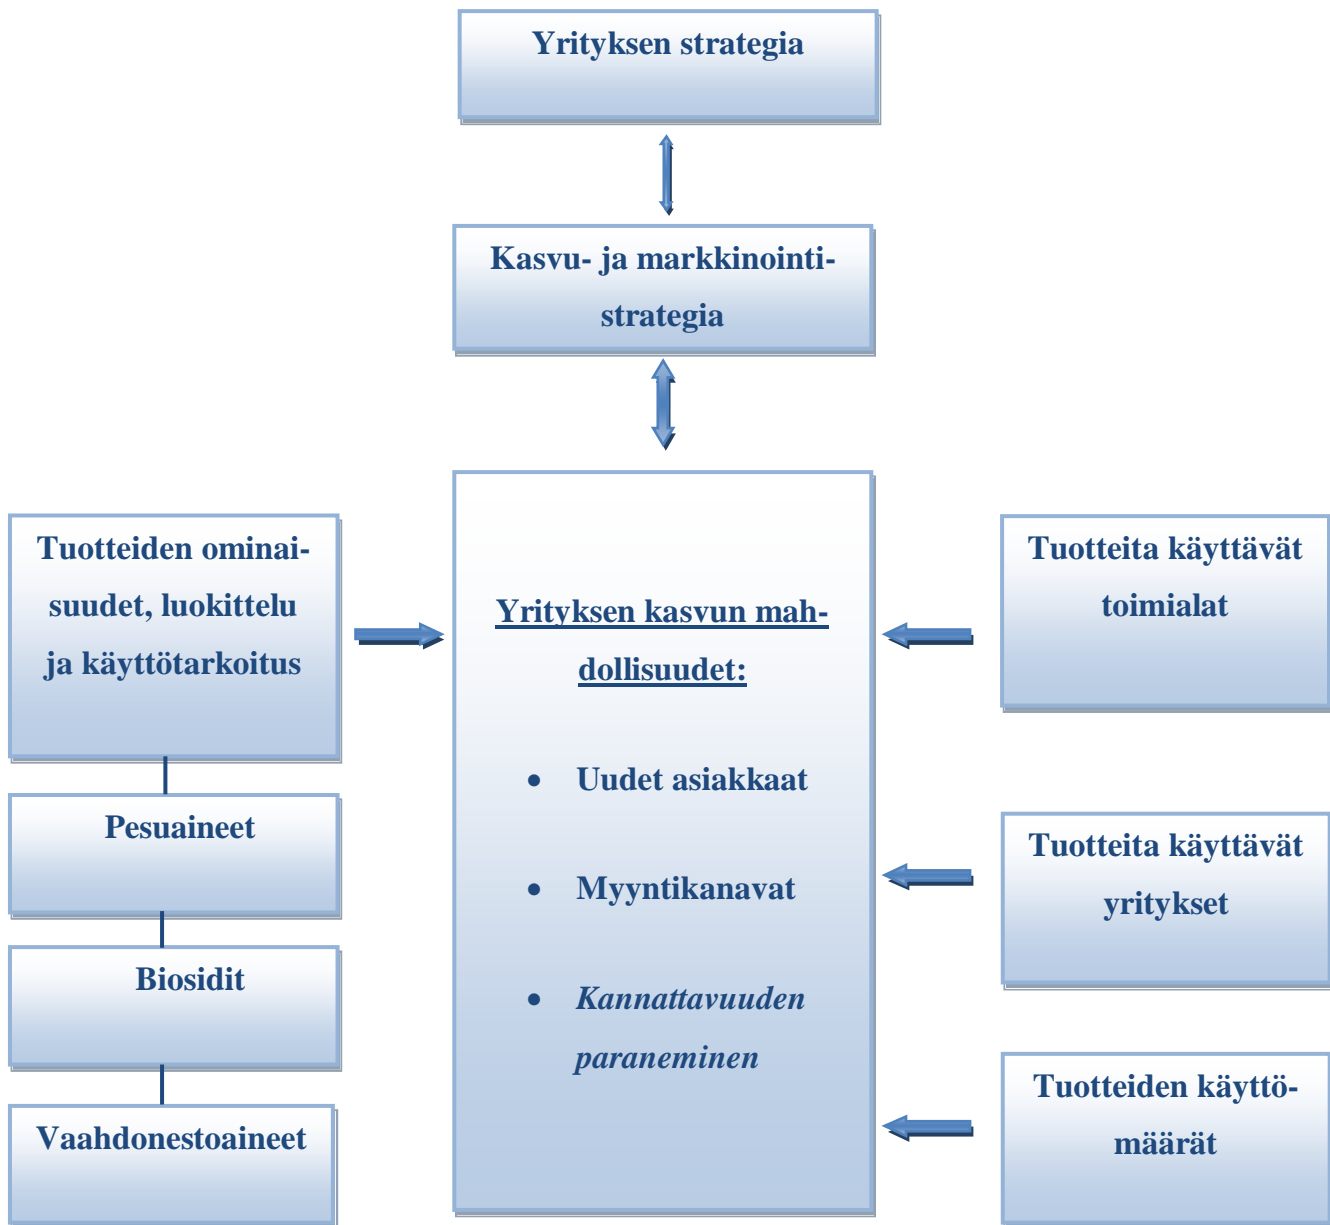 Yrityksen strategia
Kasvu- ja markkinointi-
strategia
Tuotteiden ominai-
suudet, luokittelu
ja käyttötarkoitus
Pesuaineet
Biosidit
Vaahdonestoaineet
Yrityksen kasvun mah-
dollisuudet:
• Uudet asiakkaat
• Myyntikanavat
• Kannattavuuden
paraneminen
Tuotteita käyttävät
toimialat
Tuotteita käyttävät
yritykset
Tuotteiden käyttö-
määrät